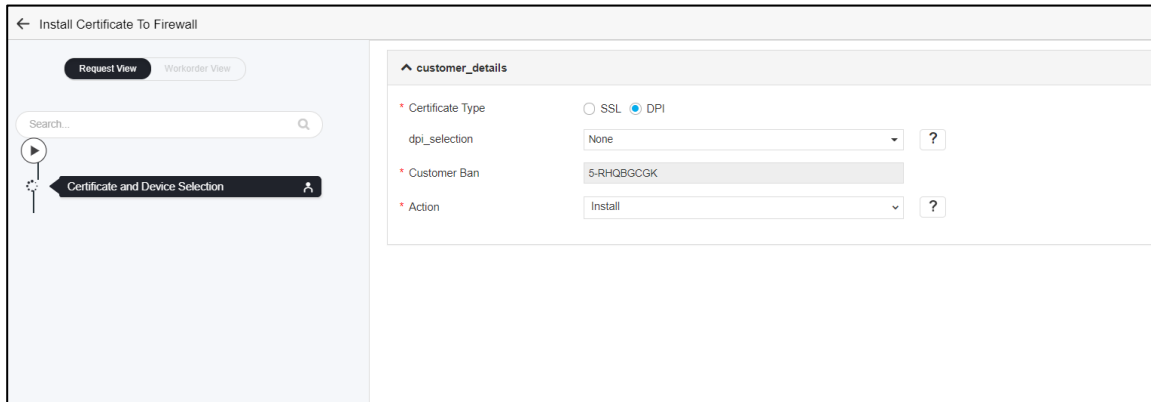 Install Certificate To Firewall
Request View Workorder View
Search...
Certificate and Device Selection
customer_details
* Certificate Type SSL DPI
dpi_selection None ?
* Customer Ban 5-RHQBGCGK
* Action Install ?